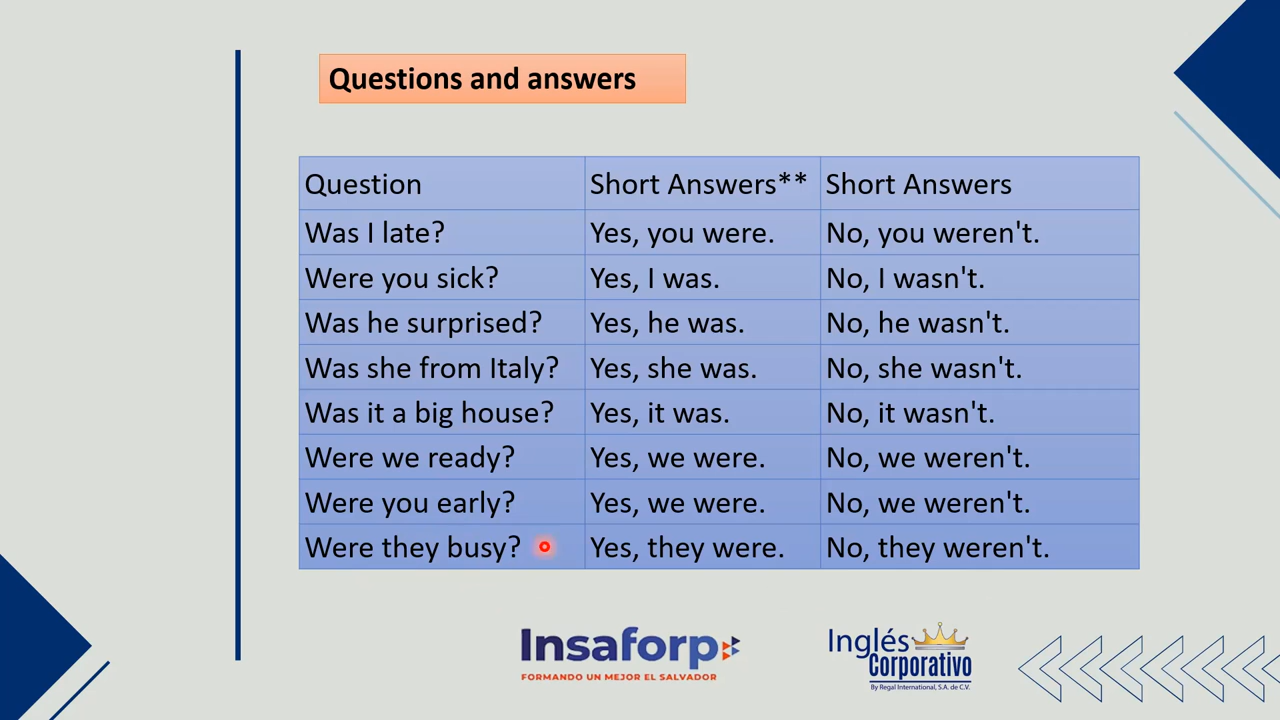 Questions and answers
Question Short Answers** Short Answers
Was I late? Yes, you were. No, you weren't.
Were you sick? Yes, I was. No, I wasn't.
Was he surprised? Yes, he was. No, he wasn't.
Was she from Italy? Yes, she was. No, she wasn't.
Was it a big house? Yes, it was. No, it wasn't.
Were we ready? Yes, we were. No, we weren't.
Were you early? Yes, we were. No, we weren't.
Were they busy? Yes, they were. No, they weren't.
Insaforp
FORMANDO UN MEJOR EL SALVADOR
Inglés
Corporativo
By Regal International, S.A. de C.V.